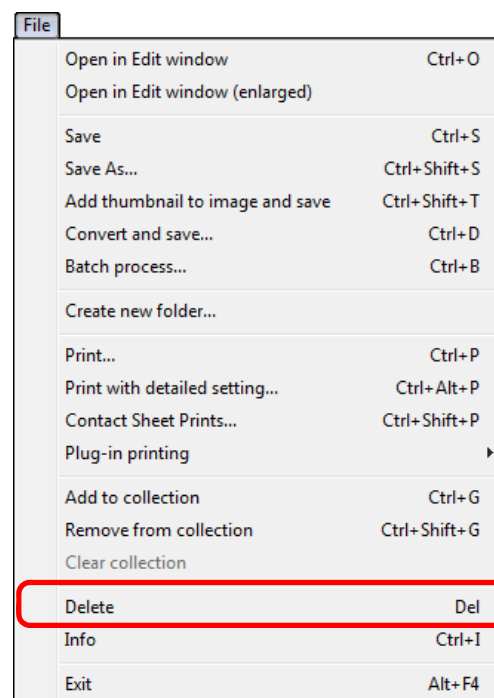 File
Open in Edit window Ctrl+O
Open in Edit window (enlarged)
Save Ctrl+S
Save As... Ctrl+Shift+S
Add thumbnail to image and save Ctrl+Shift+T
Convert and save... Ctrl+D
Batch process... Ctrl+B
Create new folder...
Print... Ctrl+P
Print with detailed setting... Ctrl+Alt+P
Contact Sheet Prints... Ctrl+Shift+P
Plug-in printing
Add to collection Ctrl+G
Remove from collection Ctrl+Shift+G
Clear collection
Delete Del
Info Ctrl+I
Exit Alt+F4